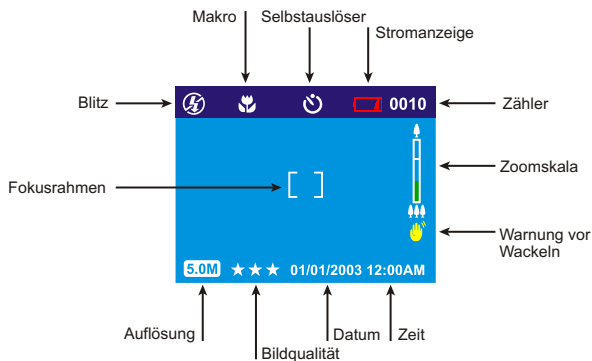 Makro Selbstauslöser
Stromanzeige
Blitz
0010
Zähler
Zoomskala
Fokusrahmen
Warnung vor
Wackeln
5.0M 01/01/2003 12:00AM
Auflösung
Datum
Zeit
Bildqualität